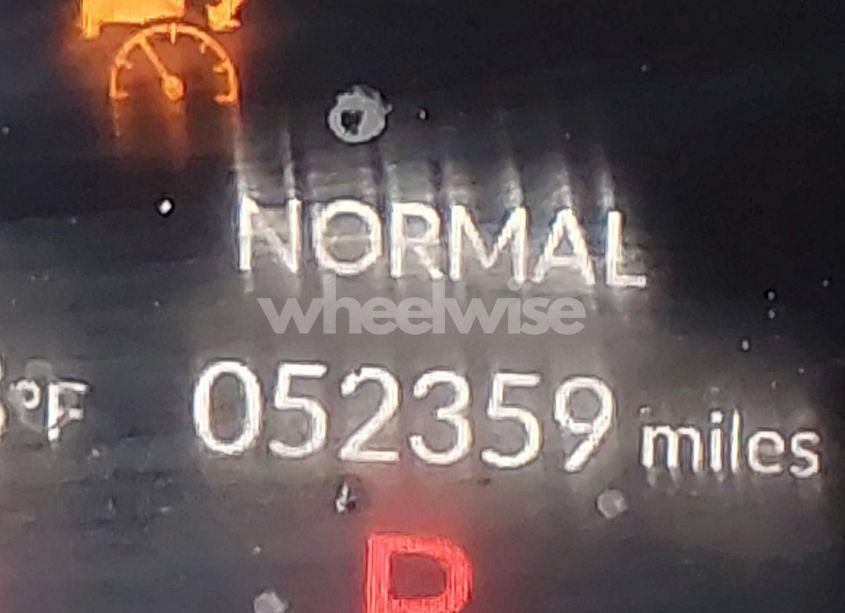 NORMAL
wheelwise
°F
052359 miles
P